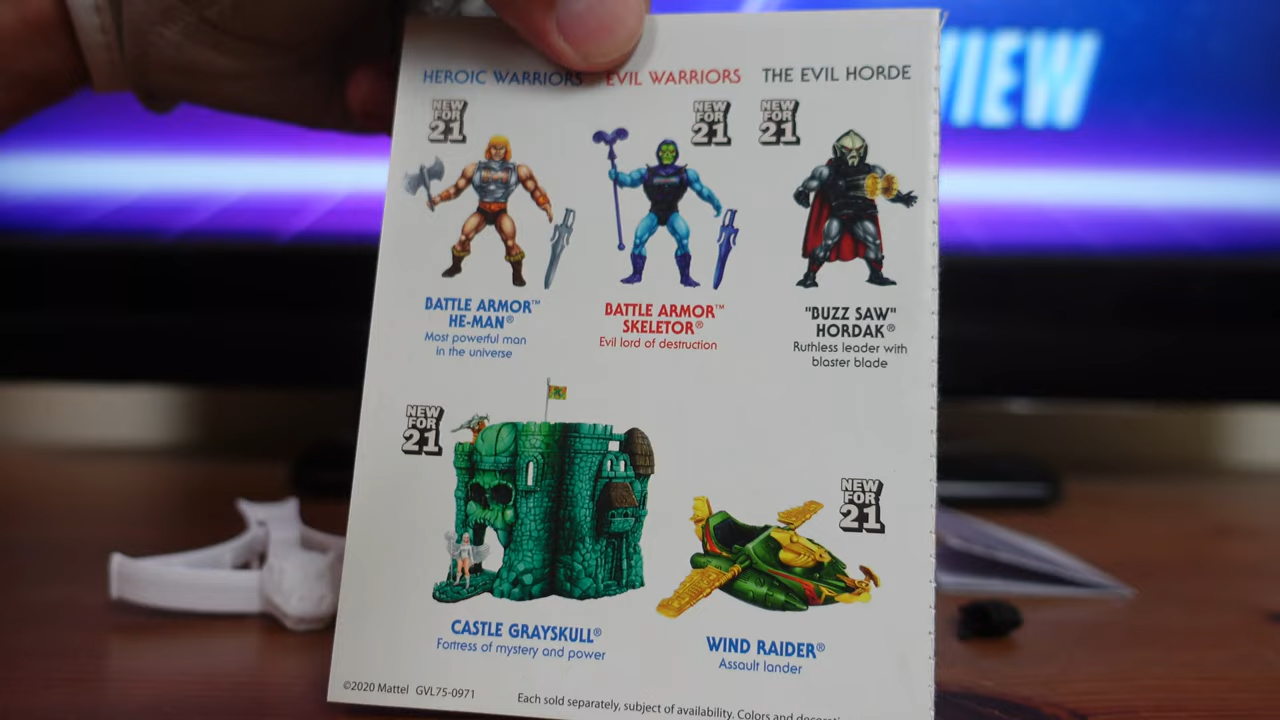 HEROIC WARRIORS
EVIL WARRIORS
THE EVIL HORDE
NEW
FOR
21
NEW
FOR
21
NEW
FOR
21
BATTLE ARMOR™
HE-MAN®
Most powerful man
in the universe
BATTLE ARMOR™
SKELETOR®
Evil lord of destruction
"BUZZ SAW"
HORDAK®
Ruthless leader with
blaster blade
NEW
FOR
21
CASTLE GRAYSKULL®
Fortress of mystery and power
NEW
FOR
21
WIND RAIDER®
Assault lander
©2020 Mattel GVL75-0971
Each sold separately, subject of availability. Colors and